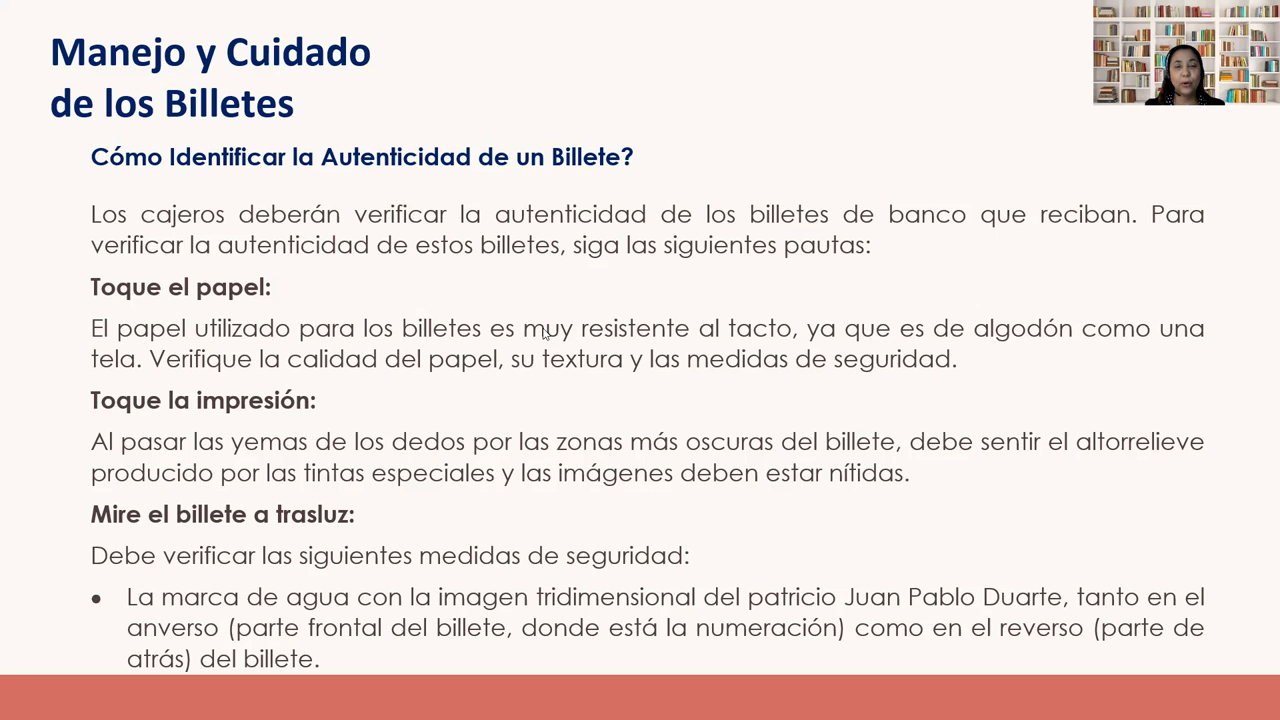 Manejo y Cuidado
de los Billetes
Cómo Identificar la Autenticidad de un Billete?
Los cajeros deberán verificar la autenticidad de los billetes de banco que reciban. Para
verificar la autenticidad de estos billetes, siga las siguientes pautas:
Toque el papel:
El papel utilizado para los billetes es muy resistente al tacto, ya que es de algodón como una
tela. Verifique la calidad del papel, su textura y las medidas de seguridad.
Toque la impresión:
Al pasar las yemas de los dedos por las zonas más oscuras del billete, debe sentir el altorrelieve
producido por las tintas especiales y las imágenes deben estar nítidas.
Mire el billete a trasluz:
Debe verificar las siguientes medidas de seguridad:
• La marca de agua con la imagen tridimensional del patricio Juan Pablo Duarte, tanto en el
anverso (parte frontal del billete, donde está la numeración) como en el reverso (parte de
atrás) del billete.